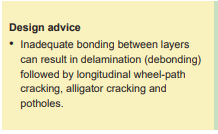 Design advice
• Inadequate bonding between layers
can result in delamination (debonding)
followed by longitudinal wheel-path
cracking, alligator cracking and
potholes.